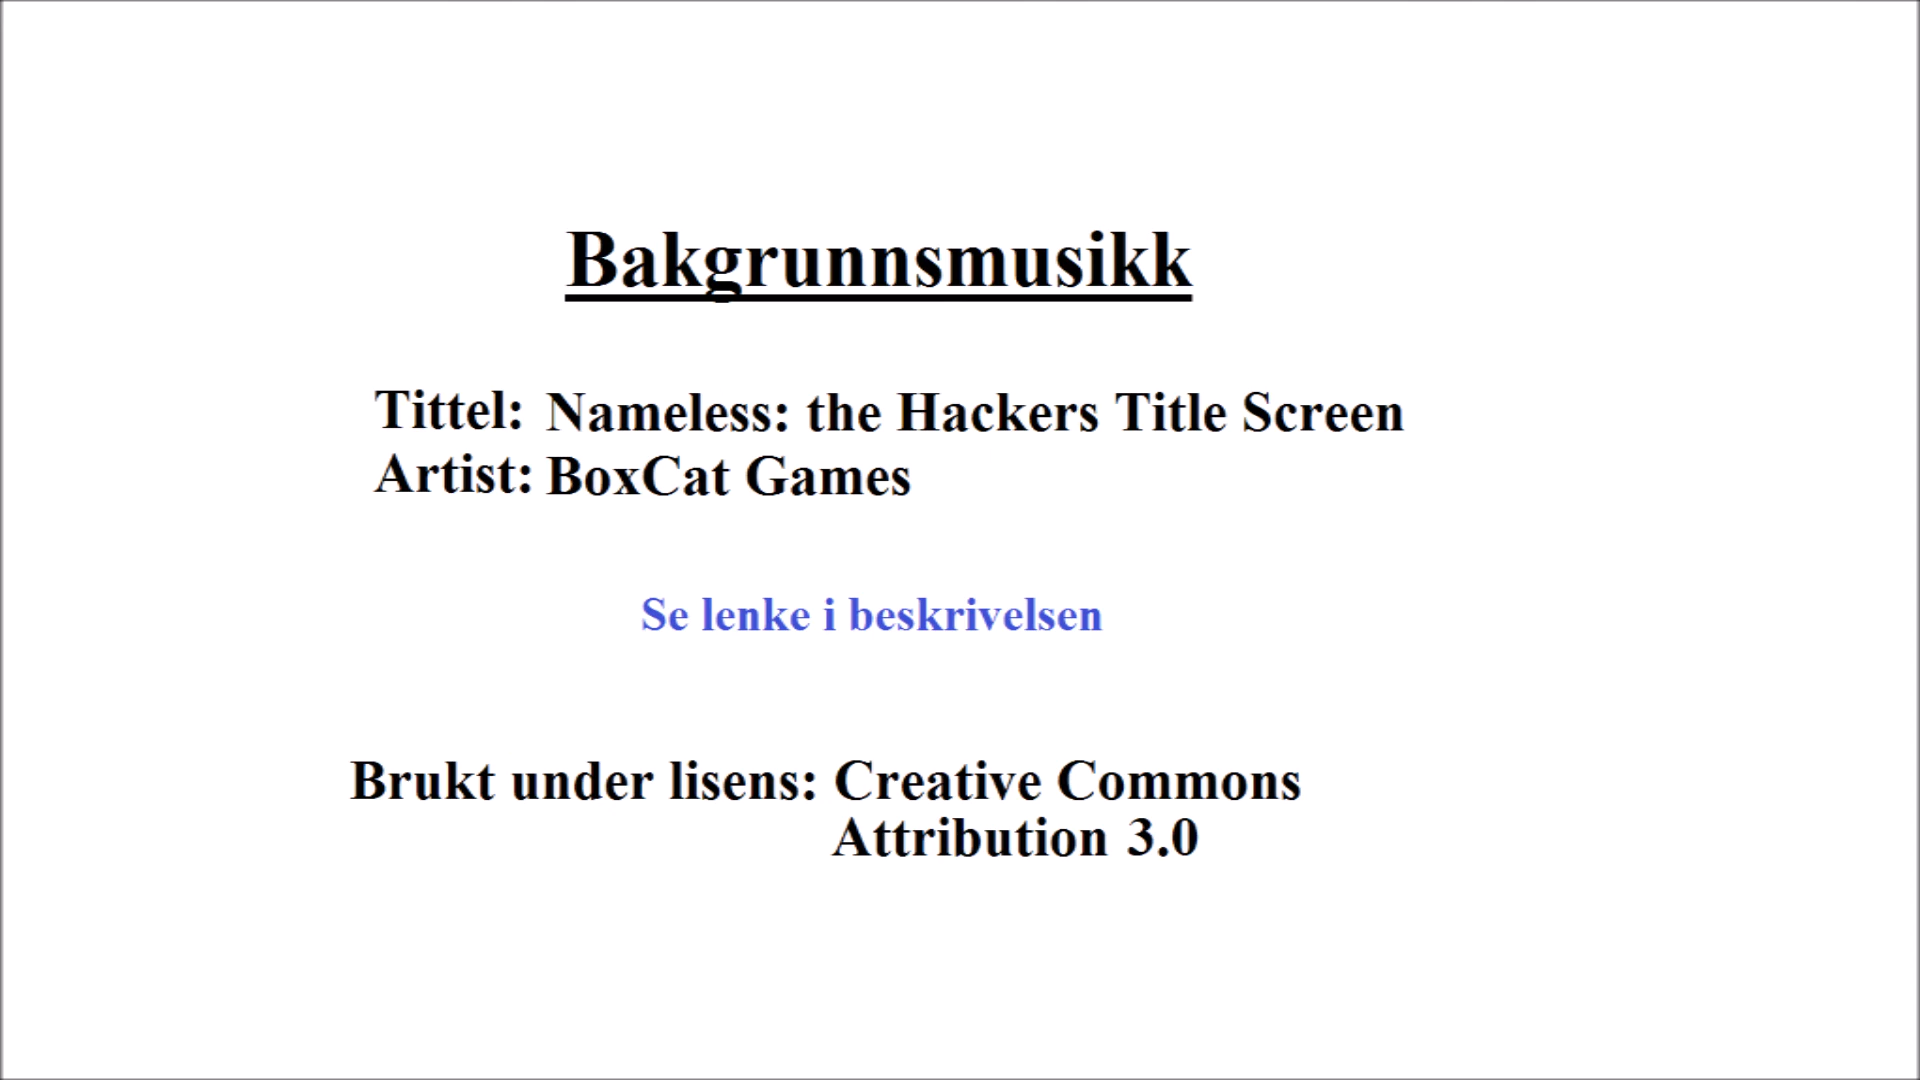 Bakgrunnsmusikk
Tittel: Nameless: the Hackers Title Screen
Artist: BoxCat Games
Se lenke i beskrivelsen
Brukt under lisens: Creative Commons
Attribution 3.0